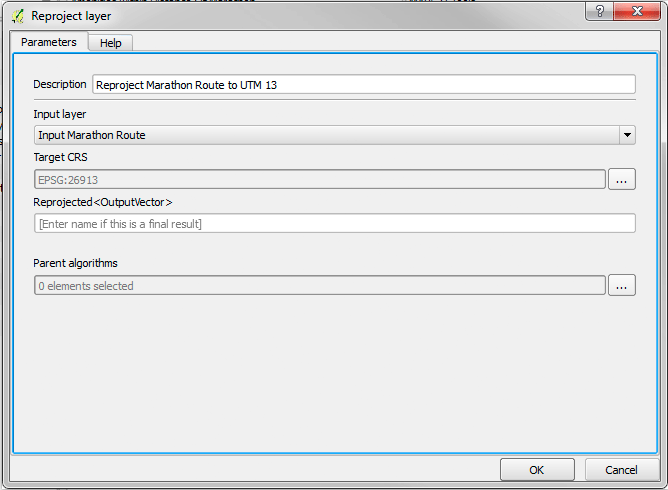 Reproject layer
Parameters
Help
Description
Reproject Marathon Route to UTM 13
Input layer
Input Marathon Route
Target CRS
EPSG:26913
...
Reprojected<OutputVector>
[Enter name if this is a final result]
Parent algorithms
0 elements selected
...
OK
Cancel